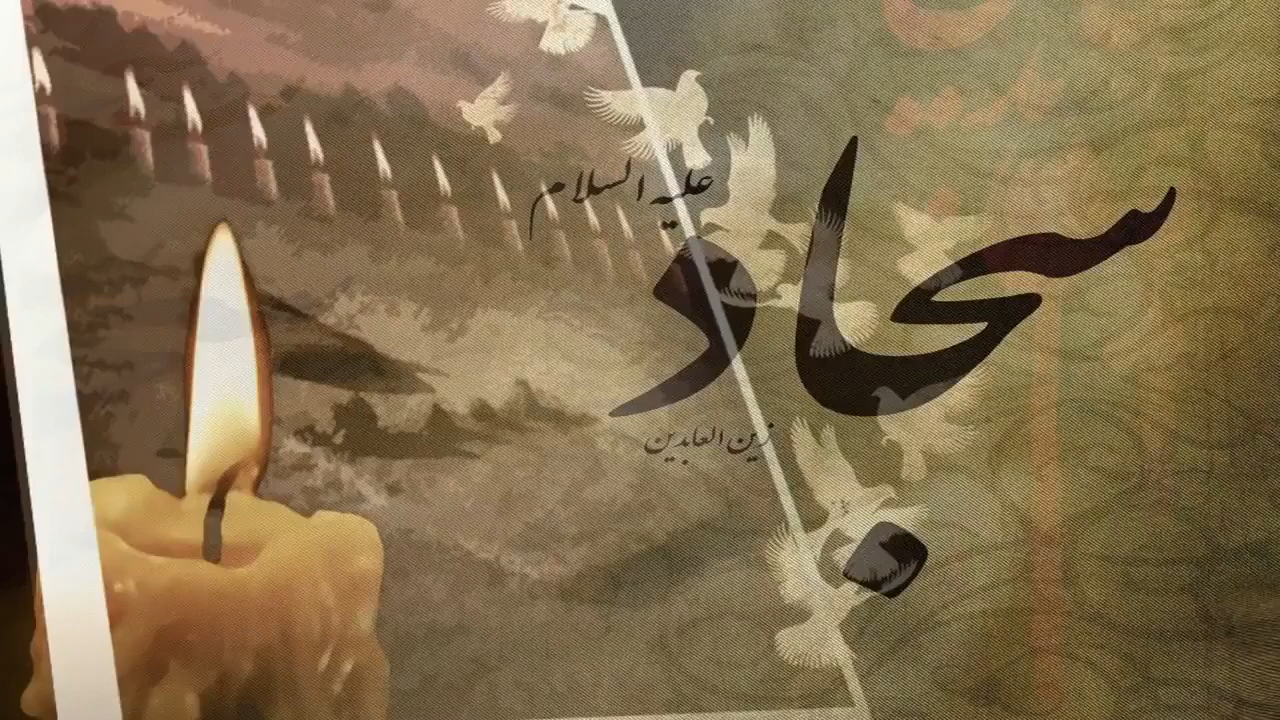 علیه السلام
سجاد
زین العابدین